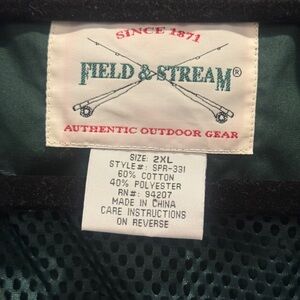 SINCE 1871
FIELD & STREAM®
AUTHENTIC OUTDOOR GEAR
SIZE: 2XL
STYLE#: SPR-331
60% COTTON
40% POLYESTER
RN#: 94207
MADE IN CHINA
CARE INSTRUCTIONS
ON REVERSE